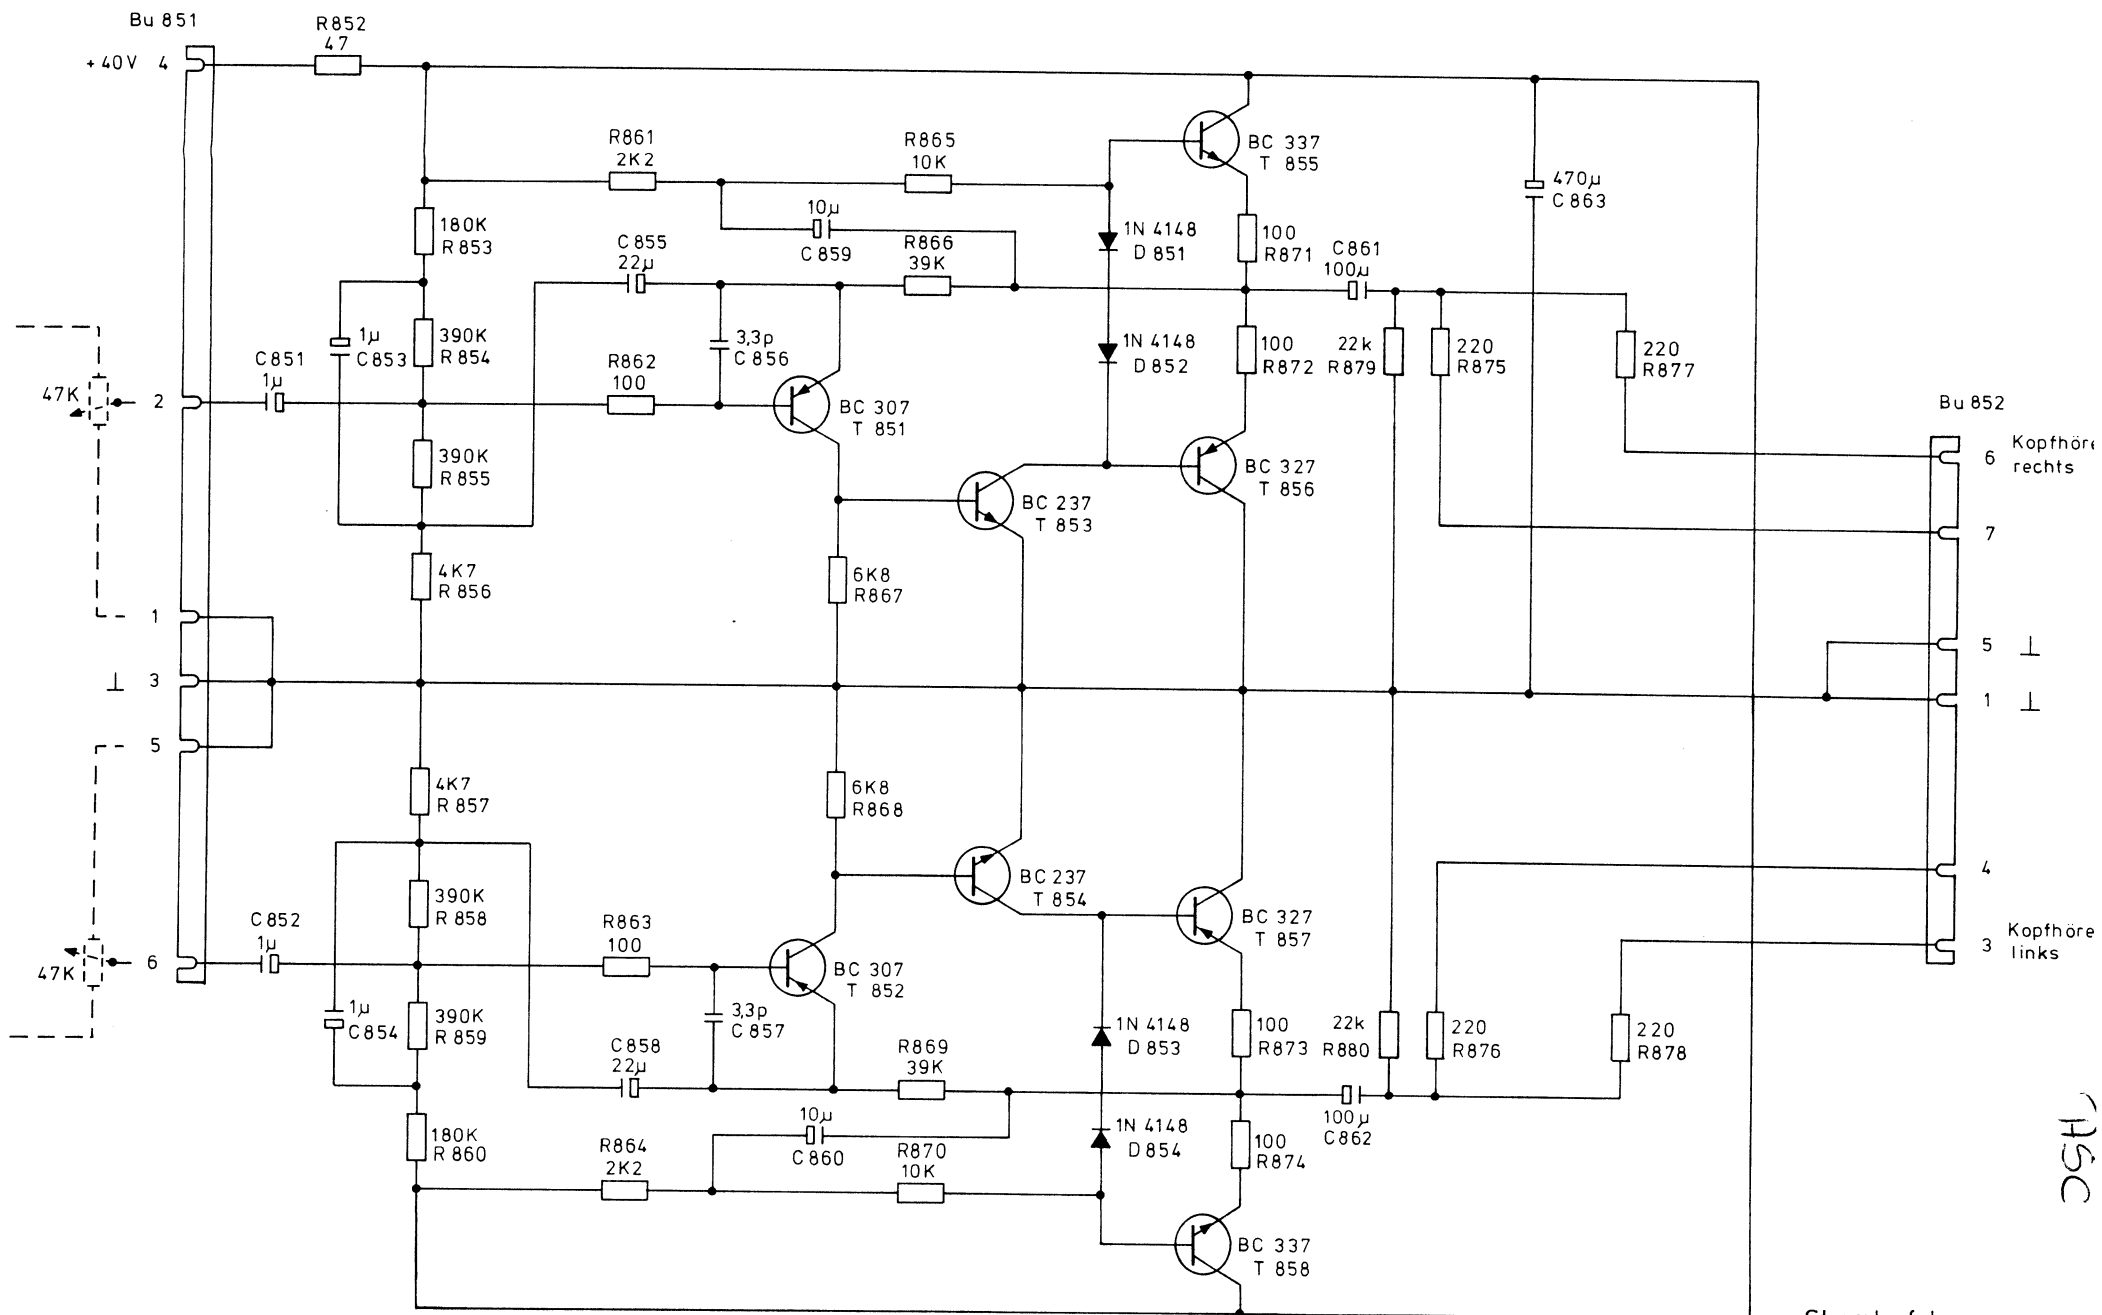 Bu 851
R852
47
+40V 4
R861
2K2
R865
10K
BC 337
T 855
470µ
C 863
180K
R 853
10µ
C 859
1N 4148
D 851
100
R871
C 855
22µ
R866
39K
C861
100µ
1µ
C 853
390K
R 854
3,3p
C 856
1N 4148
D 852
100
R872
22k
R879
220
R875
220
R877
C 851
1µ
47K
2
R862
100
BC 307
T 851
Bu 852
6 Kopfhör
rechts
390K
R 855
BC 327
T 856
BC 237
T 853
7
4K7
R 856
6K8
R867
1
5 ⊥
⊥ 3
1 ⊥
5
4K7
R 857
6K8
R868
4
BC 237
T 854
390K
R 858
C 852
1µ
R863
100
BC 327
T 857
Kopfhöre
3 links
47K
6
BC 307
T 852
1µ
C 854
390K
R 859
3,3p
C 857
1N 4148
D 853
100
R873
22k
R880
220
R876
220
R878
C 858
22µ
R869
39K
10µ
C 860
1N 4148
D 854
100µ
C862
180K
R 860
R864
2K2
R870
10K
100
R874
BC 337
T 858